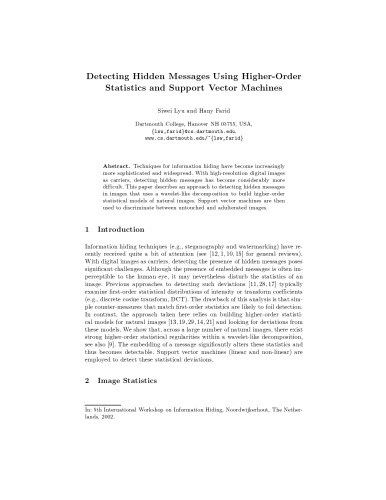 Detecting Hidden Messages Using Higher-Order
Statistics and Support Vector Machines
Siwei Lyu and Hany Farid
Dartmouth College, Hanover NH 03755, USA,
{lsw,farid}@cs.dartmouth.edu,
www.cs.dartmouth.edu/~{lsw,farid}
Abstract. Techniques for information hiding have become increasingly
more sophisticated and widespread. With high-resolution digital images
as carriers, detecting hidden messages has become considerably more
difficult. This paper describes an approach to detecting hidden messages
in images that uses a wavelet-like decomposition to build higher-order
statistical models of natural images. Support vector machines are then
used to discriminate between untouched and adulterated images.
1 Introduction
Information hiding techniques (e.g., steganography and watermarking) have re-
cently received quite a bit of attention (see [12, 1, 10, 15] for general reviews).
With digital images as carriers, detecting the presence of hidden messages poses
significant challenges. Although the presence of embedded messages is often im-
perceptible to the human eye, it may nevertheless disturb the statistics of an
image. Previous approaches to detecting such deviations [11, 28, 17] typically
examine first-order statistical distributions of intensity or transform coefficients
(e.g., discrete cosine transform, DCT). The drawback of this analysis is that sim-
ple counter-measures that match first-order statistics are likely to foil detection.
In contrast, the approach taken here relies on building higher-order statisti-
cal models for natural images [13, 19, 29, 14, 21] and looking for deviations from
these models. We show that, across a large number of natural images, there exist
strong higher-order statistical regularities within a wavelet-like decomposition,
see also [9]. The embedding of a message significantly alters these statistics and
thus becomes detectable. Support vector machines (linear and non-linear) are
employed to detect these statistical deviations.
2 Image Statistics
In: 5th International Workshop on Information Hiding, Noordwijkerhout, The Nether-
lands, 2002.